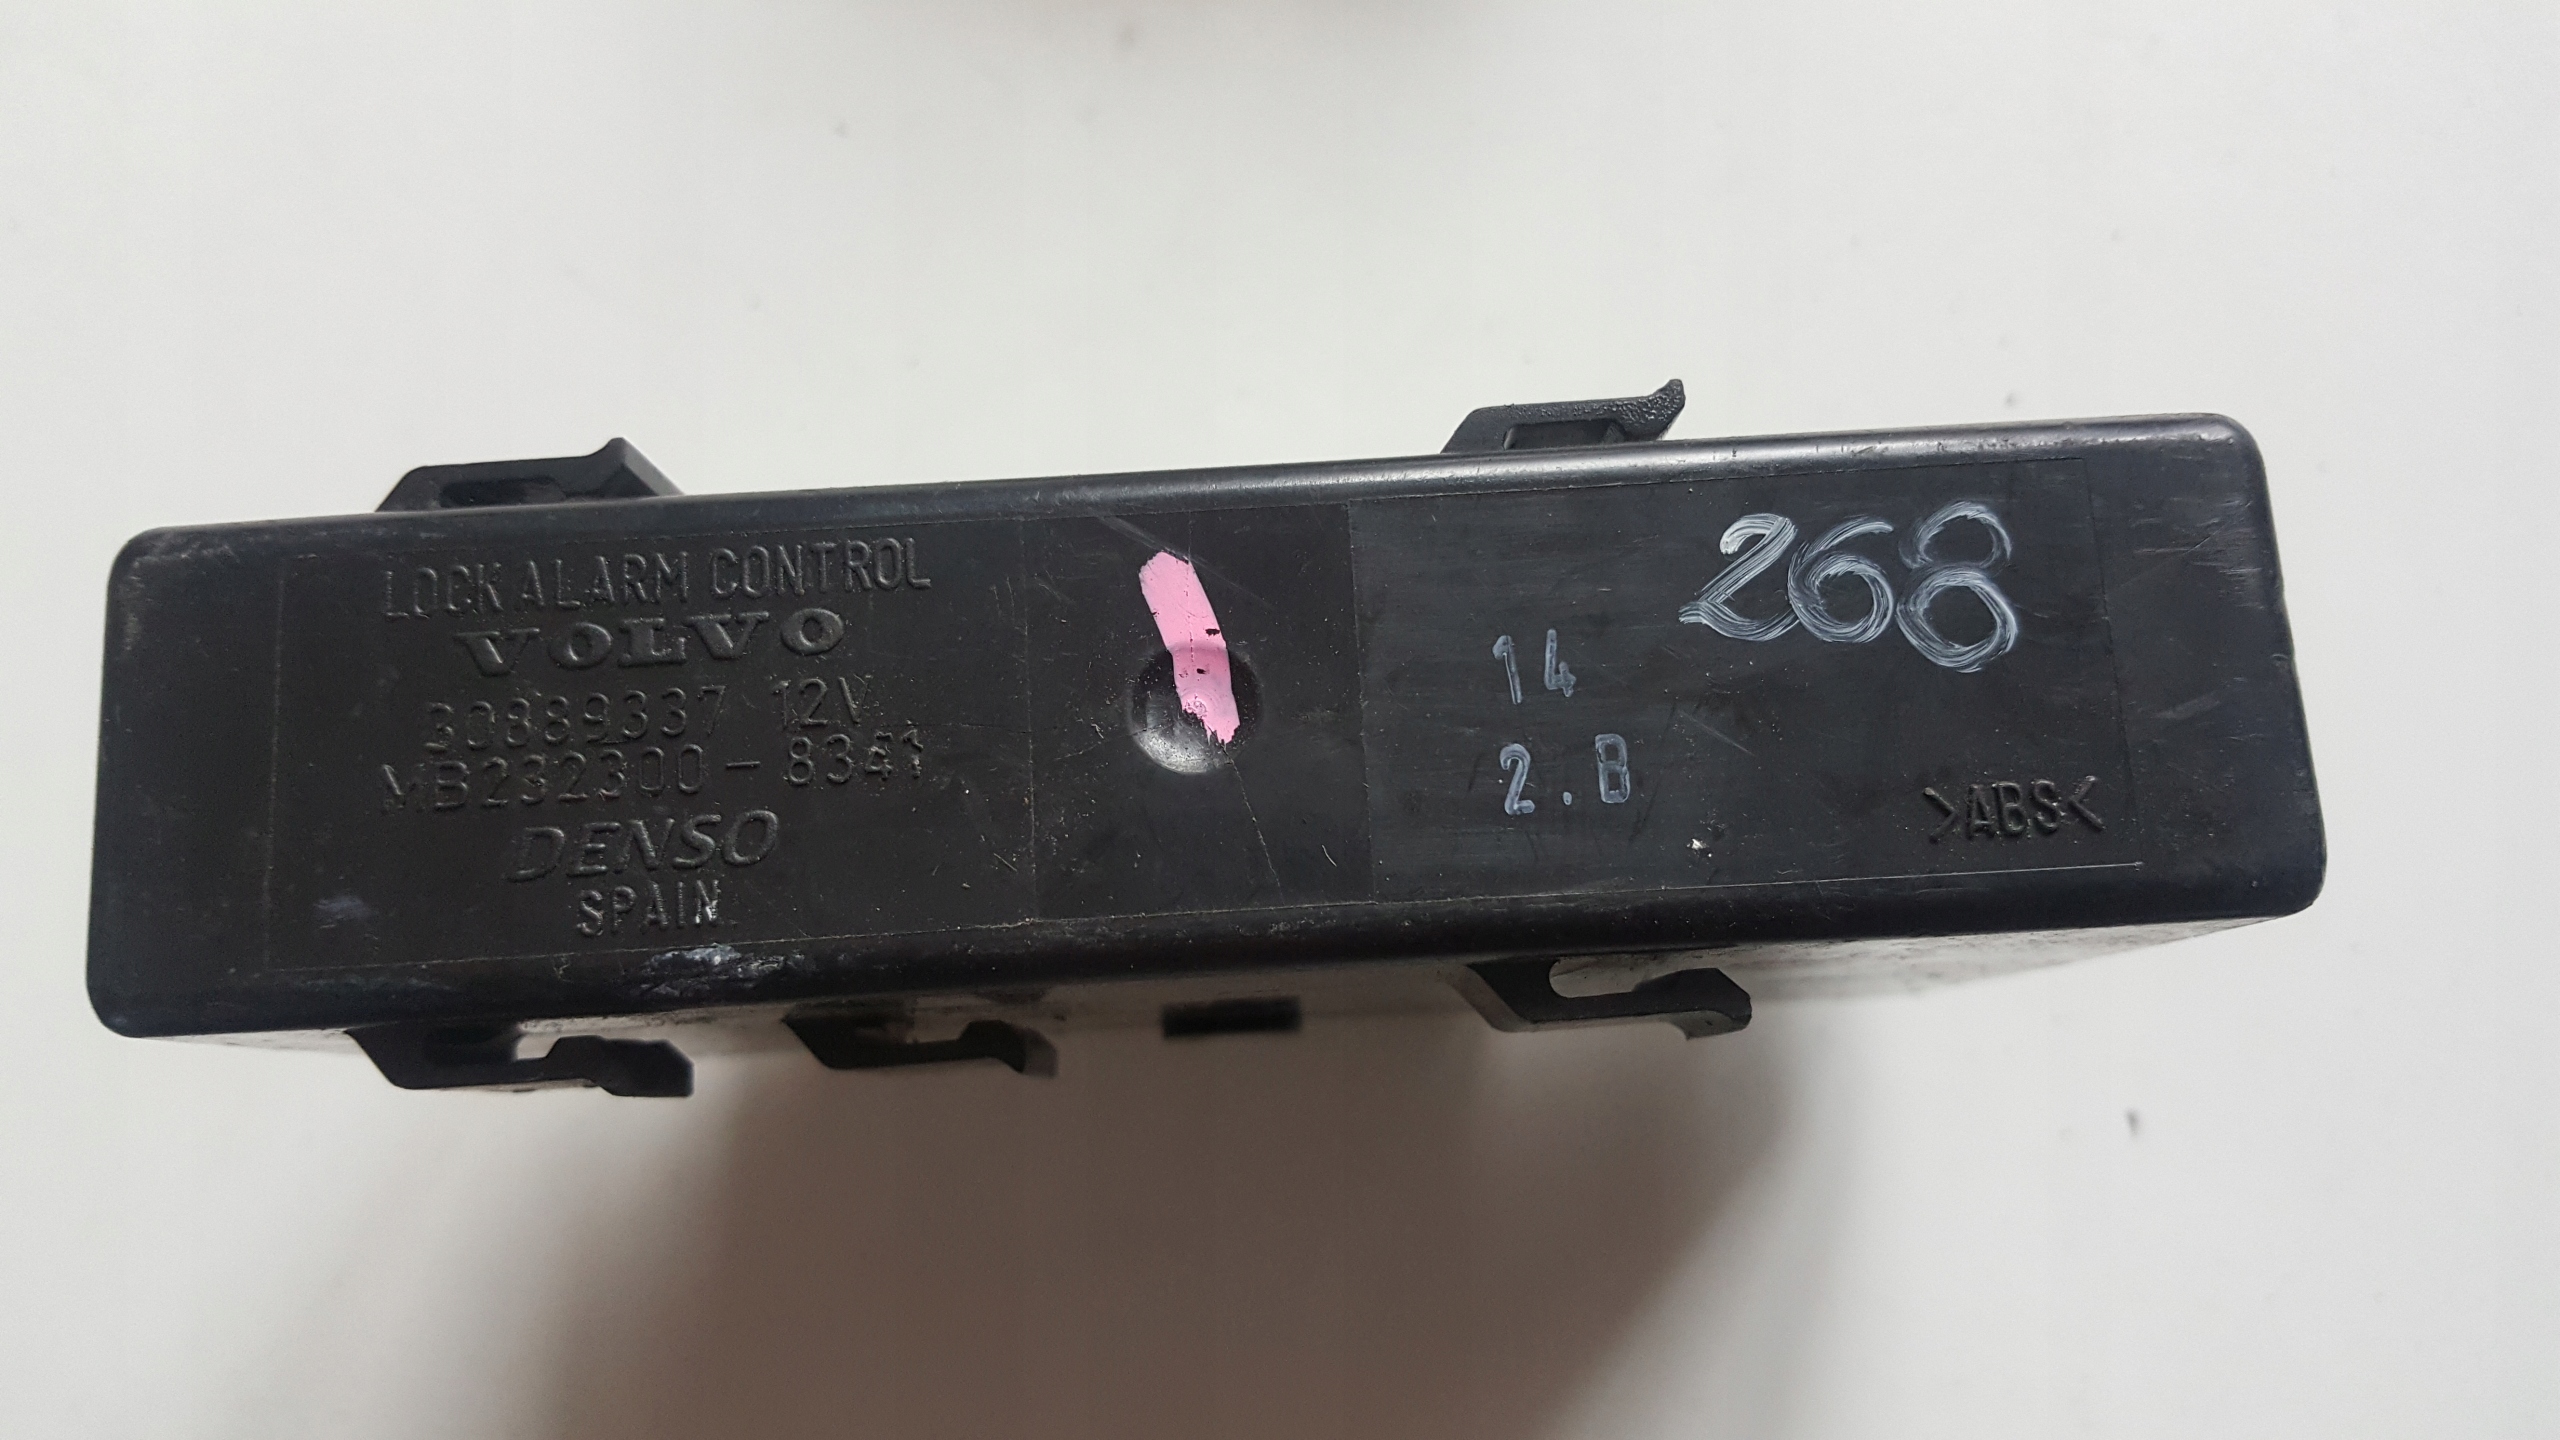 LOCK ALARM CONTROL
VOLVO
30889337 12V
MB232300-8341
DENSO
SPAIN
268
14
2.B
>ABS<